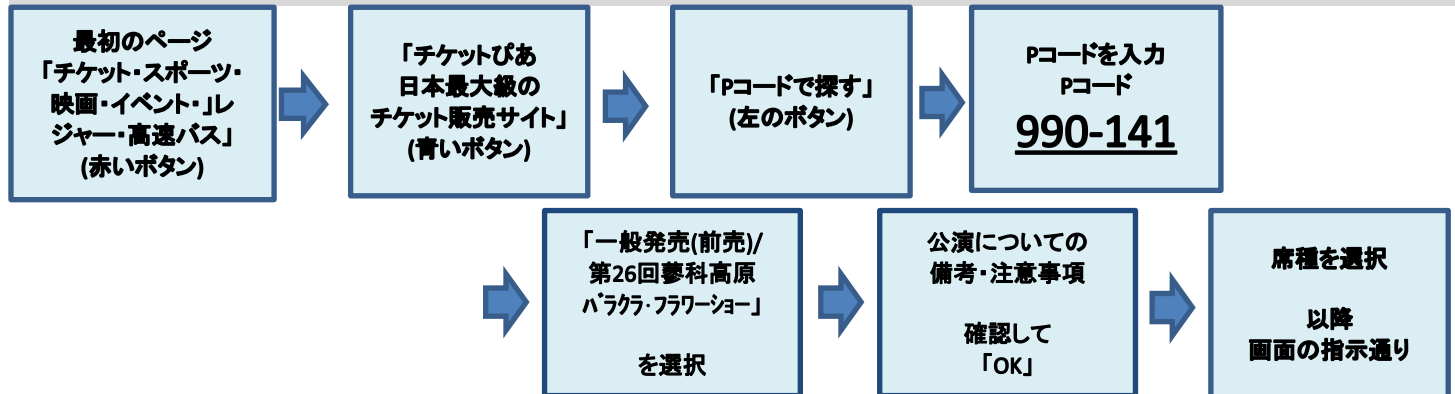 最初のページ
「チケット・スポーツ・
映画・イベント・」レ
ジャー・高速バス」
(赤いボタン)
「チケットぴあ
日本最大級の
チケット販売サイト」
(青いボタン)
「Pコードで探す」
(左のボタン)
Pコードを入力
Pコード
990-141
「一般発売(前売)/
第26回蓼科高原
バラクラ・フラワーショー」
を選択
公演についての
備考・注意事項
確認して
「OK」
席種を選択
以降
画面の指示通り